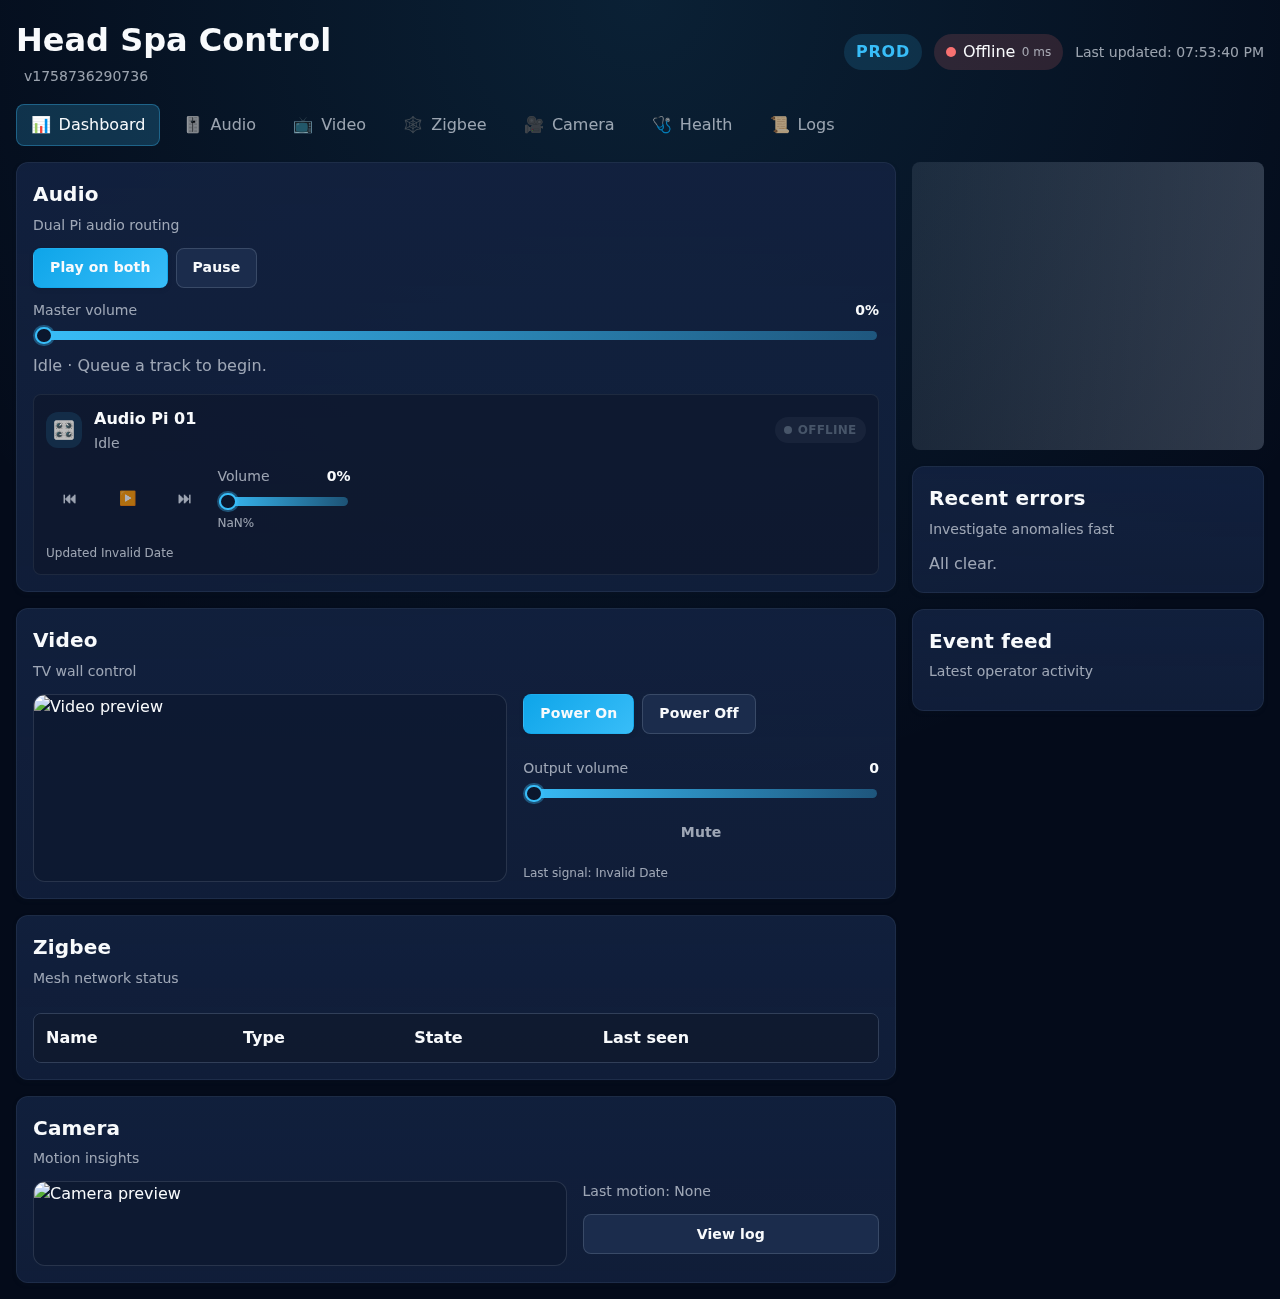 Head Spa Control
v1758736290736
PROD
Offline 0 ms
Last updated: 07:53:40 PM
Dashboard
Audio
Video
Zigbee
Camera
Health
Logs
Audio
Dual Pi audio routing
Play on both
Pause
Master volume
0%
Idle · Queue a track to begin.
Audio Pi 01
Idle
OFFLINE
Volume
0%
NaN%
Updated Invalid Date
Video
TV wall control
Video preview
Power On
Power Off
Output volume
0
Mute
Last signal: Invalid Date
Zigbee
Mesh network status
Name Type State Last seen
Camera
Motion insights
Camera preview
Last motion: None
View log
Recent errors
Investigate anomalies fast
All clear.
Event feed
Latest operator activity